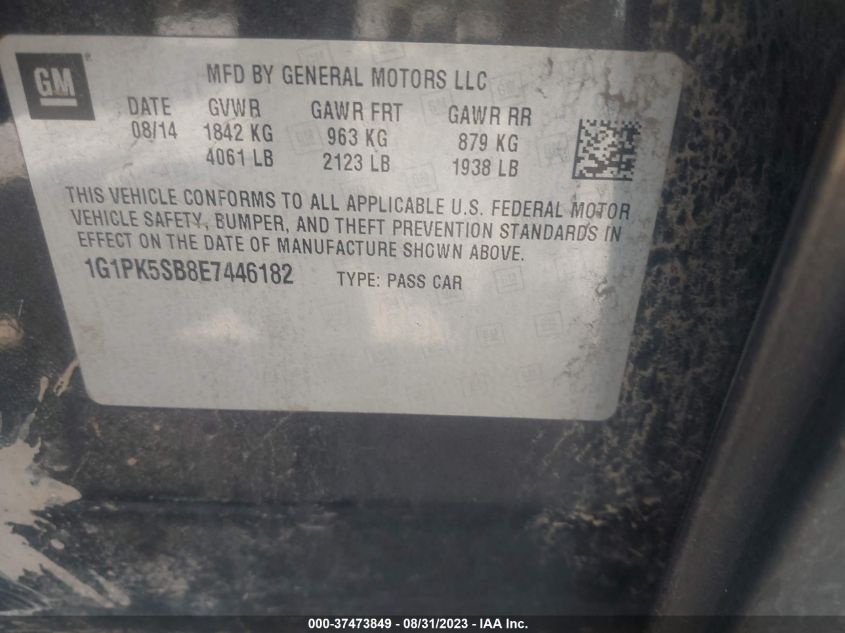 GM
MFD BY GENERAL MOTORS LLC
DATE GVWR GAWR FRT GAWR RR
08/14 1842 KG 963 KG 879 KG
4061 LB 2123 LB 1938 LB
THIS VEHICLE CONFORMS TO ALL APPLICABLE U.S. FEDERAL MOTOR
VEHICLE SAFETY, BUMPER, AND THEFT PREVENTION STANDARDS IN
EFFECT ON THE DATE OF MANUFACTURE SHOWN ABOVE.
1G1PK5SB8E7446182 TYPE: PASS CAR
000-37473849 - 08/31/2023 - IAA Inc.